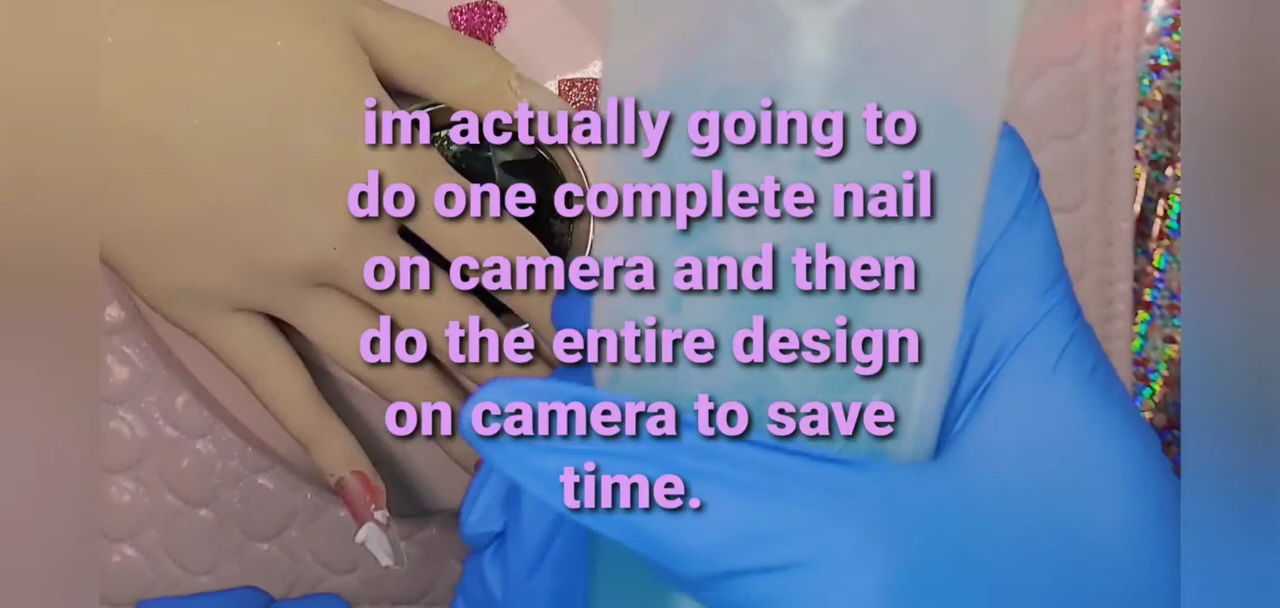 im actually going to
do one complete nail
on camera and then
do the entire design
on camera to save
time.